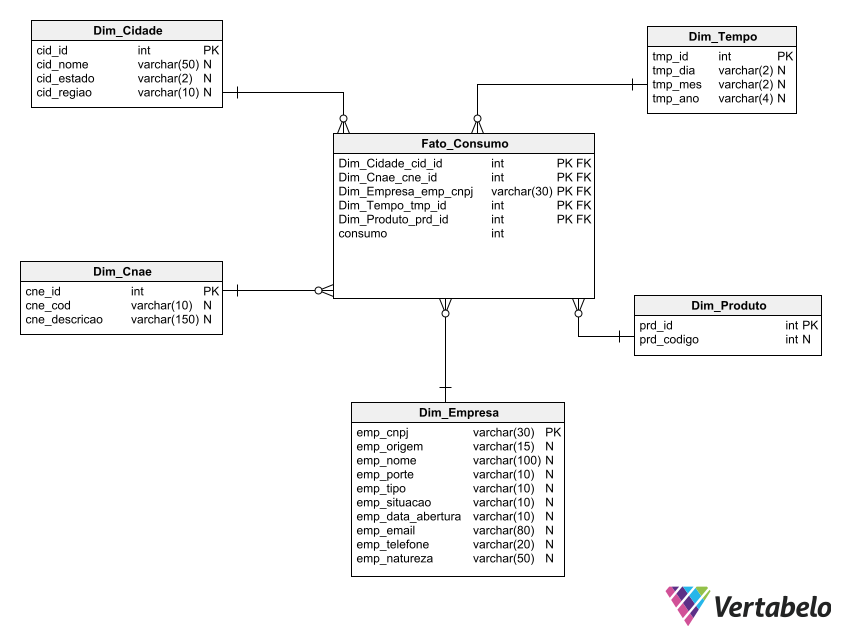 Dim_Cidade
cid_id int PK
cid_nome varchar(50) N
cid_estado varchar(2) N
cid_regiao varchar(10) N
Dim_Tempo
tmp_id int PK
tmp_dia varchar(2) N
tmp_mes varchar(2) N
tmp_ano varchar(4) N
Fato_Consumo
Dim_Cidade_cid_id int PK FK
Dim_Cnae_cne_id int PK FK
Dim_Empresa_emp_cnpj varchar(30) PK FK
Dim_Tempo_tmp_id int PK FK
Dim_Produto_prd_id int PK FK
consumo int
Dim_Cnae
cne_id int PK
cne_cod varchar(10) N
cne_descricao varchar(150) N
Dim_Produto
prd_id int PK
prd_codigo int N
Dim_Empresa
emp_cnpj varchar(30) PK
emp_origem varchar(15) N
emp_nome varchar(100) N
emp_porte varchar(10) N
emp_tipo varchar(10) N
emp_situacao varchar(10) N
emp_data_abertura varchar(10) N
emp_email varchar(80) N
emp_telefone varchar(20) N
emp_natureza varchar(50) N
Vertabelo